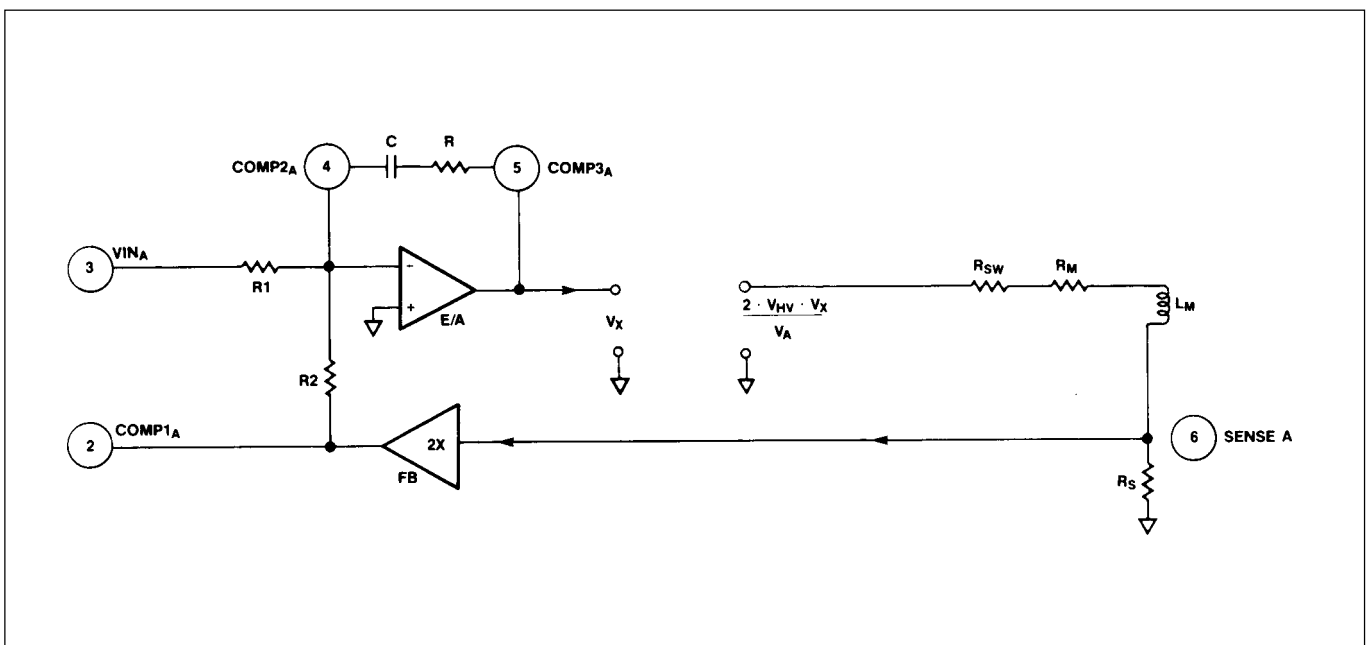 C
R
COMP2A
4
5
COMP3A
3
VINA
R1
-
+
E/A
VX
2 · VHV · VX
VA
RSW
RM
LM
R2
2
COMP1A
2X
FB
6
SENSE A
RS